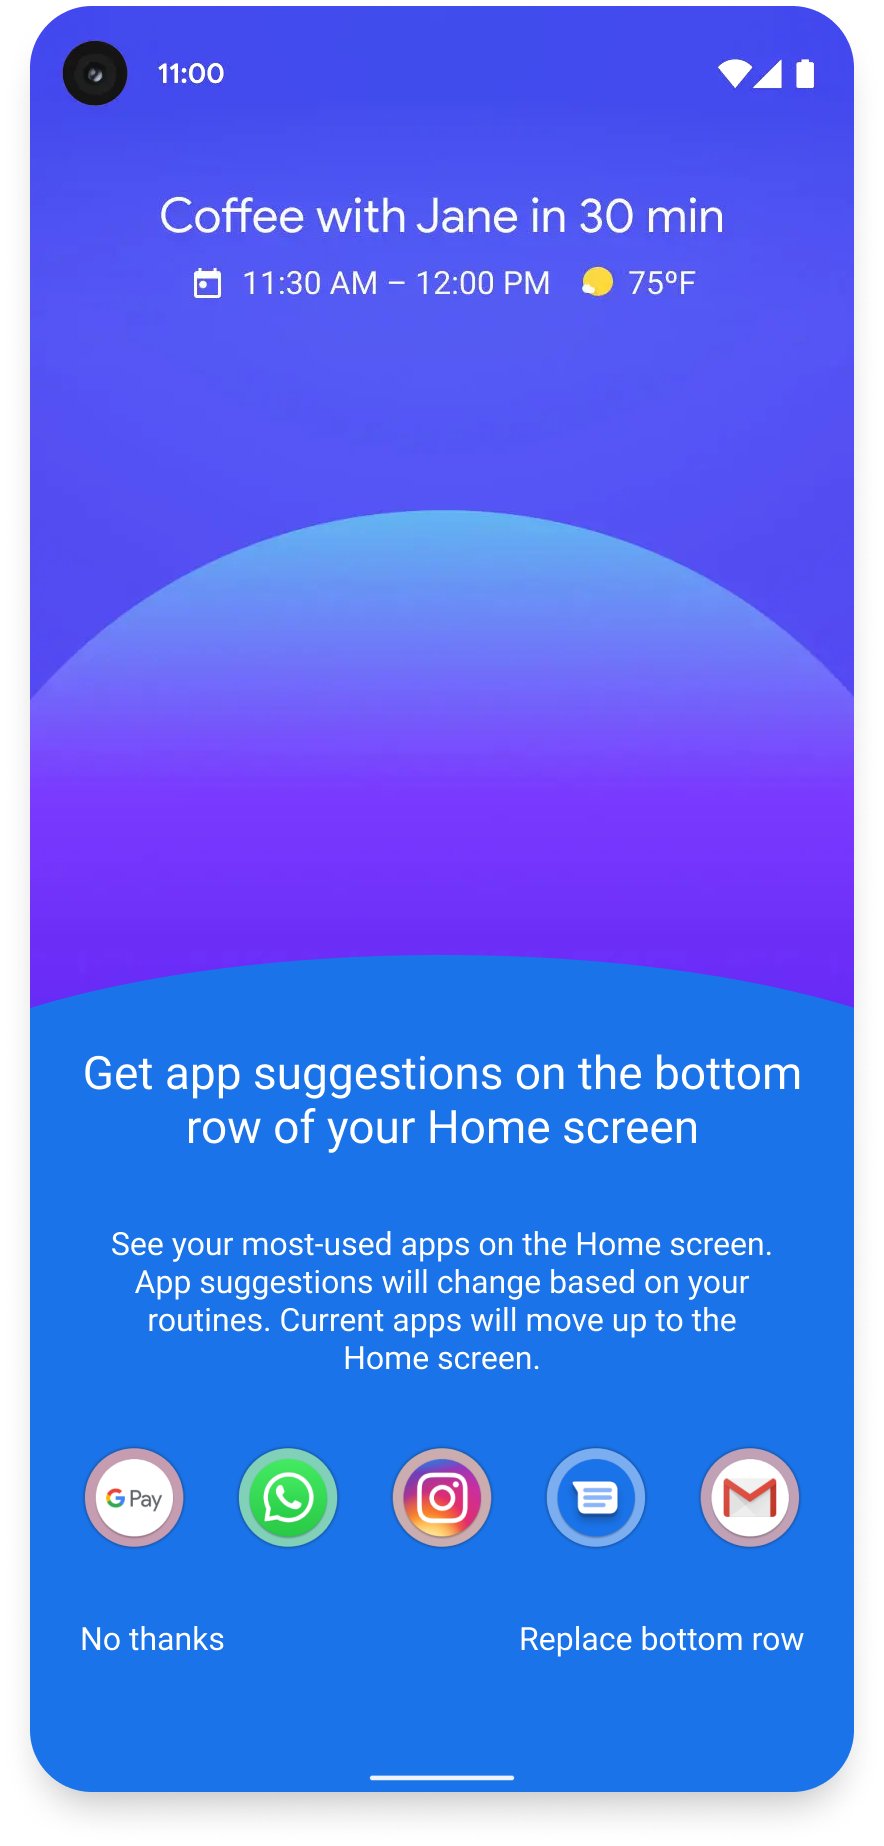 11:00
Coffee with Jane in 30 min
11:30 AM – 12:00 PM 75ºF
Get app suggestions on the bottom
row of your Home screen
See your most-used apps on the Home screen.
App suggestions will change based on your
routines. Current apps will move up to the
Home screen.
G Pay
No thanks Replace bottom row